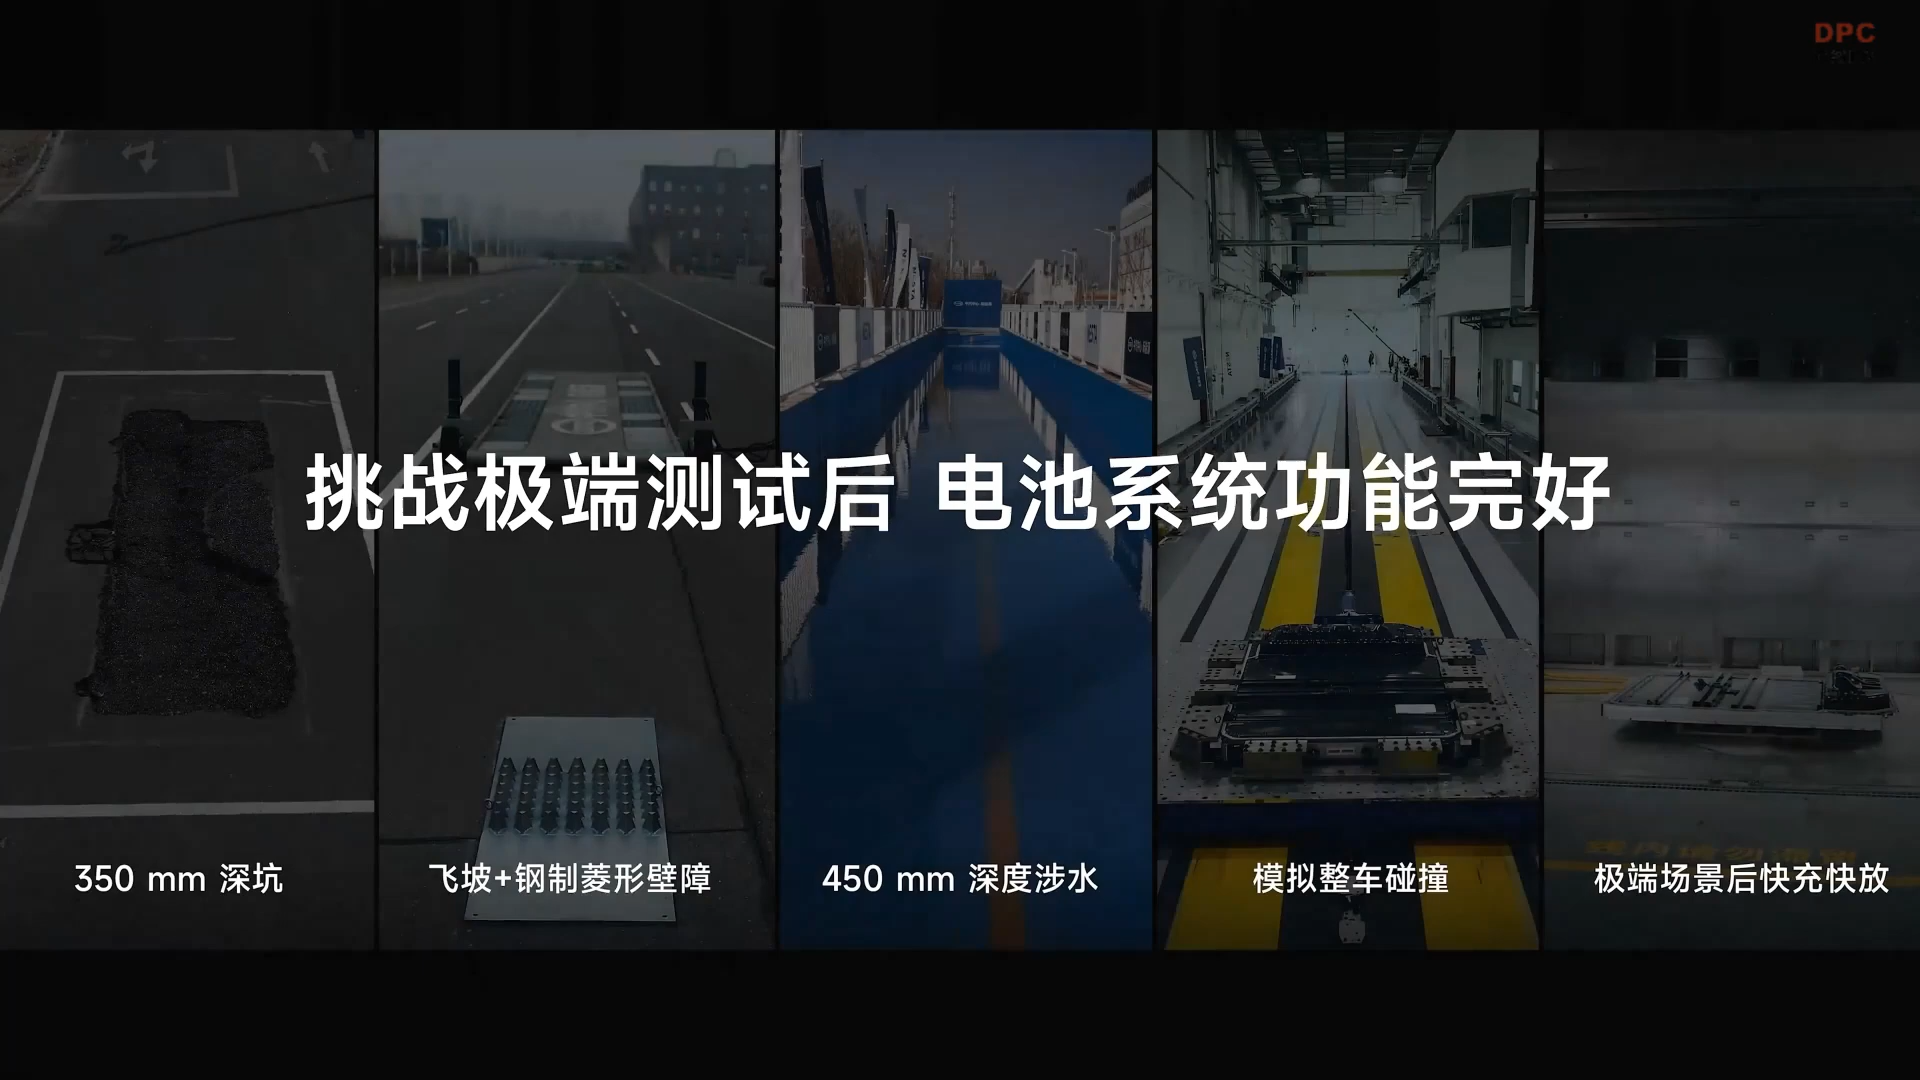 DPC
挑战极端测试后 电池系统功能完好
350 mm 深坑
飞坡+钢制菱形壁障
450 mm 深度涉水
模拟整车碰撞
极端场景后快充快放